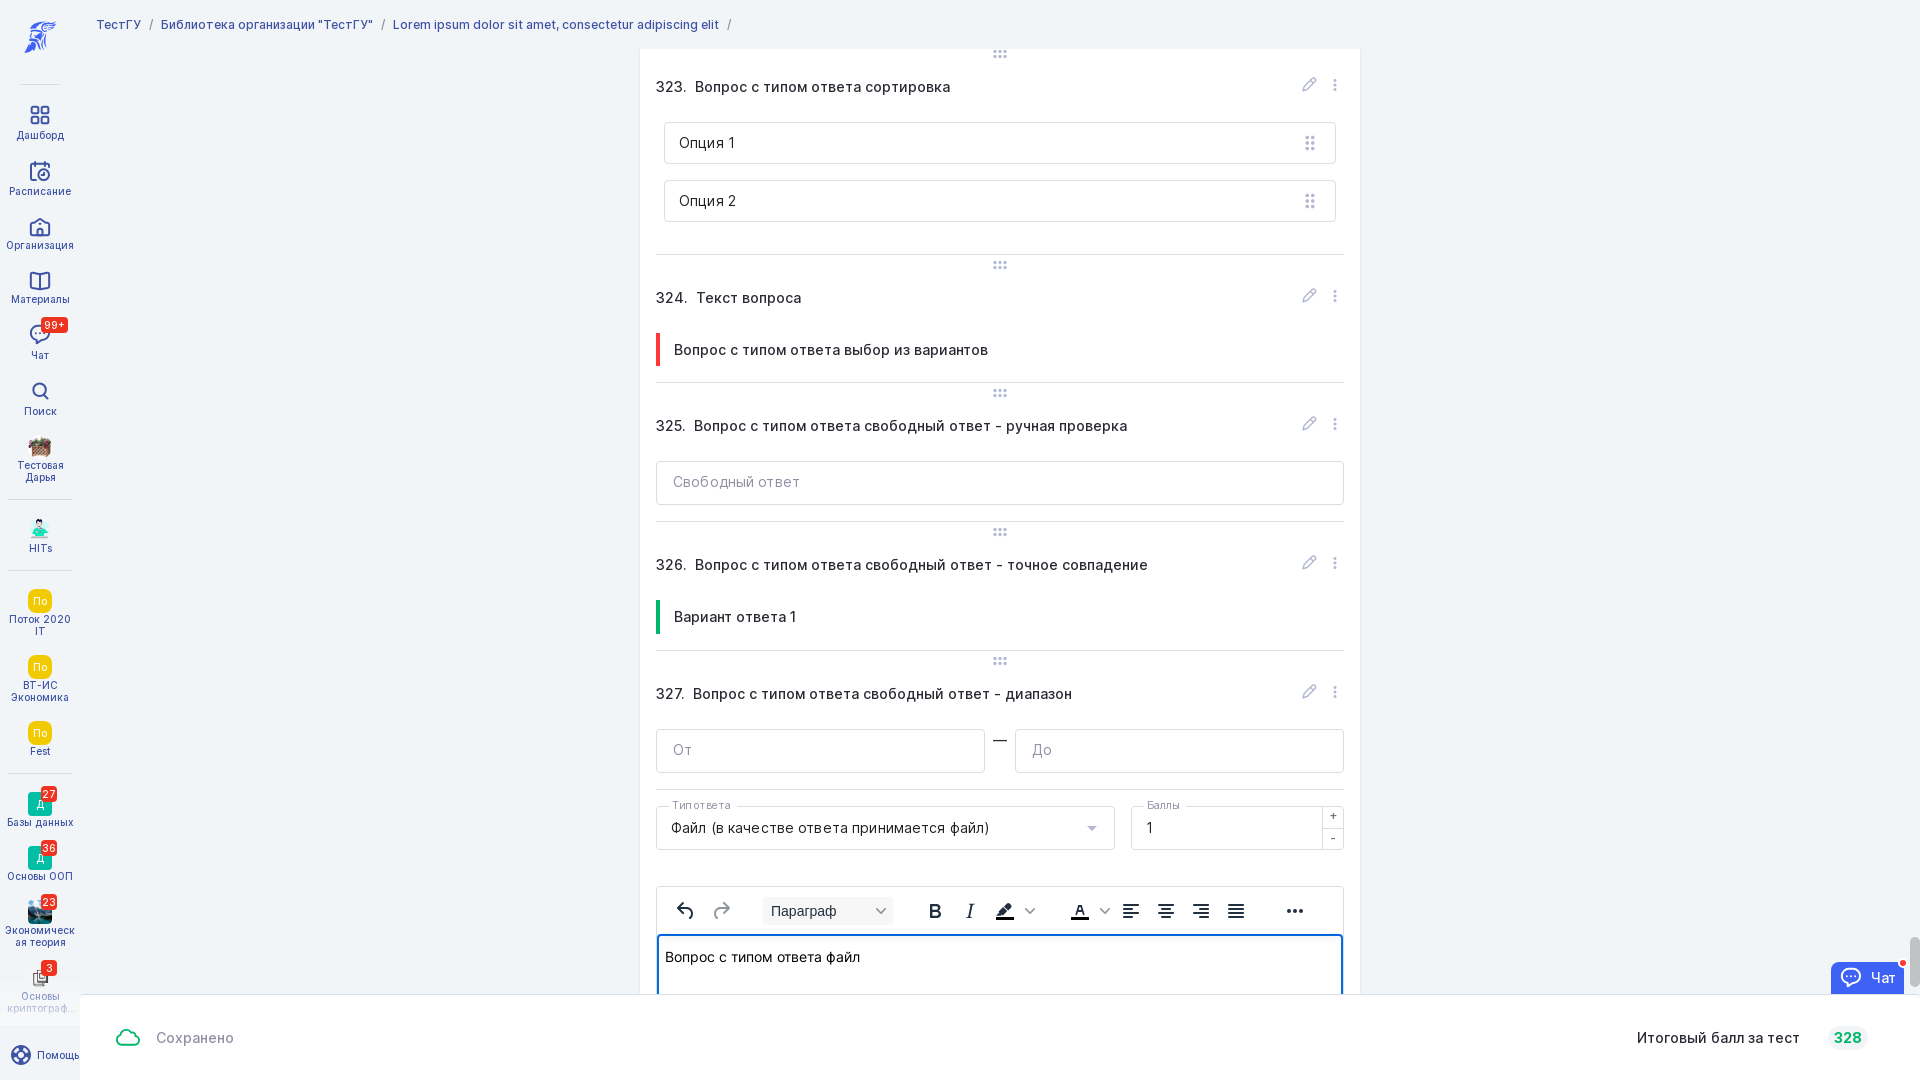 ТестГУ / Библиотека организации "ТестГУ" / Lorem ipsum dolor sit amet, consectetur adipiscing elit /
Дашборд
Расписание
Организация
Материалы
99+
Чат
Поиск
Тестовая
Дарья
HITs
По
Поток 2020
IT
По
ВТ-ИС
Экономика
По
Fest
27
Д
Базы данных
36
Д
Основы ООП
23
Экономическ
ая теория
3
Основы
криптограф...
Помощь
323. Вопрос с типом ответа сортировка
Опция 1
Опция 2
324. Текст вопроса
Вопрос с типом ответа выбор из вариантов
325. Вопрос с типом ответа свободный ответ - ручная проверка
Свободный ответ
326. Вопрос с типом ответа свободный ответ - точное совпадение
Вариант ответа 1
327. Вопрос с типом ответа свободный ответ - диапазон
От — До
Тип ответа Баллы
Файл (в качестве ответа принимается файл) 1 + -
Параграф B I A
Вопрос с типом ответа файл
Чат
Сохранено Итоговый балл за тест 328